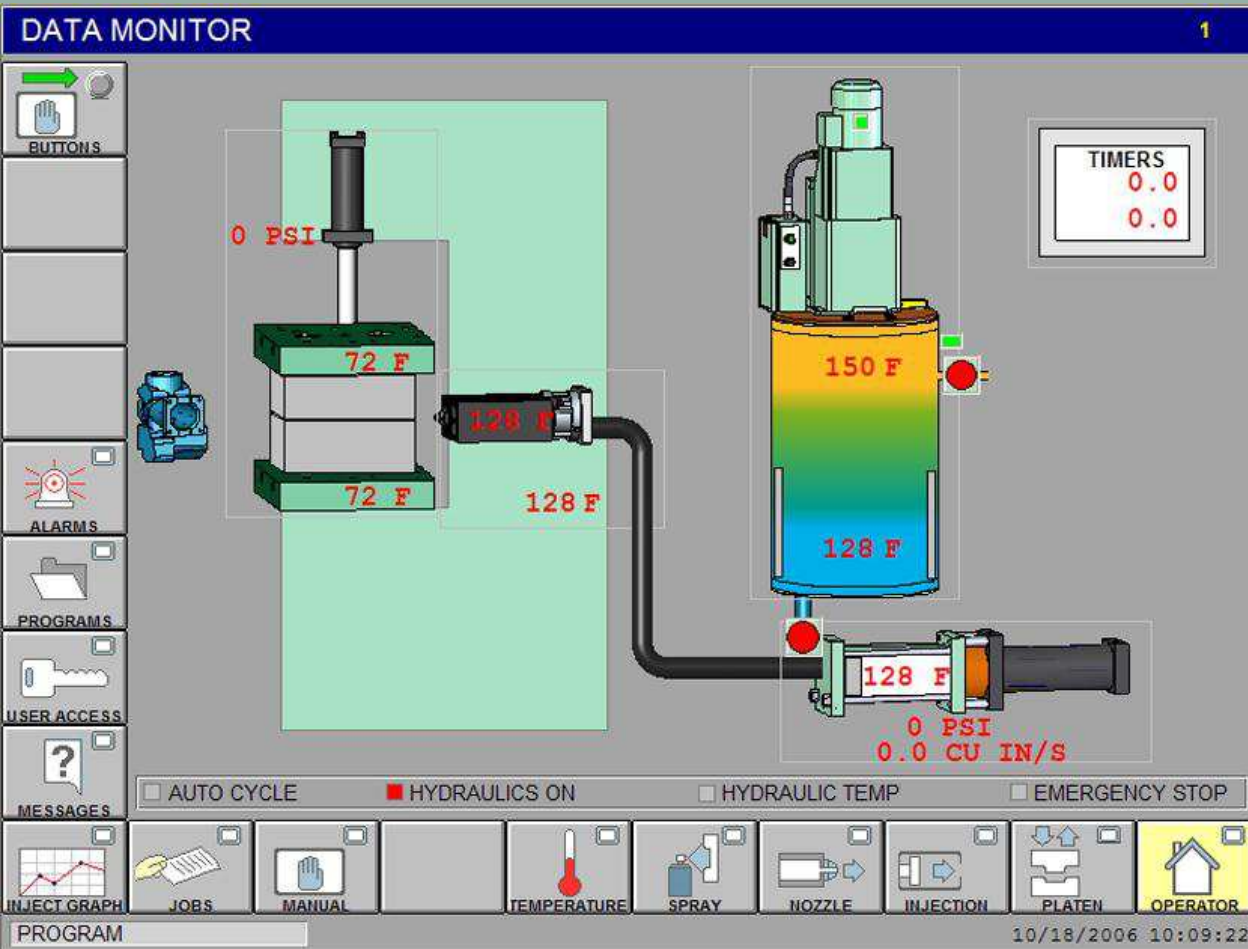 DATA MONITOR
1
BUTTONS
TIMERS
0.0
0.0
0 PSI
72 F
150 F
128 F
72 F
128 F
128 F
ALARMS
PROGRAMS
128 F
USER ACCESS
0 PSI
0.0 CU IN/S
?
MESSAGES
AUTO CYCLE
HYDRAULICS ON
HYDRAULIC TEMP
EMERGENCY STOP
INJECT GRAPH
JOBS
MANUAL
TEMPERATURE
SPRAY
NOZZLE
INJECTION
PLATEN
OPERATOR
PROGRAM
10/18/2006 10:09:22